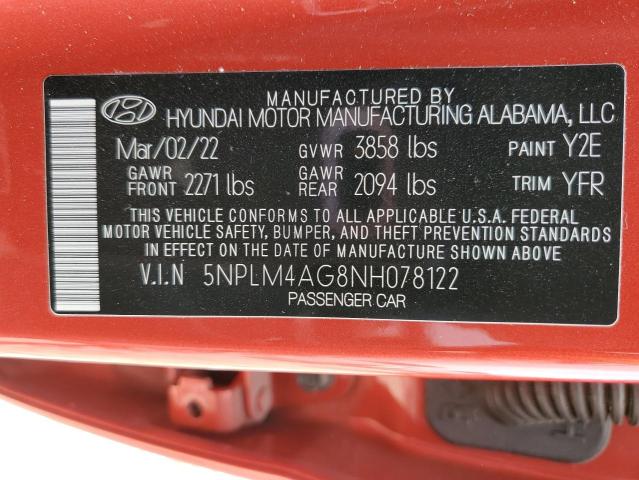 MANUFACTURED BY
HYUNDAI MOTOR MANUFACTURING ALABAMA, LLC
Mar/02/22 GVWR 3858 lbs PAINT Y2E
GAWR FRONT 2271 lbs GAWR REAR 2094 lbs TRIM YFR
THIS VEHICLE CONFORMS TO ALL APPLICABLE U.S.A. FEDERAL
MOTOR VEHICLE SAFETY, BUMPER, AND THEFT PREVENTION STANDARDS
IN EFFECT ON THE DATE OF MANUFACTURE SHOWN ABOVE
V.I.N 5NPLM4AG8NH078122
PASSENGER CAR